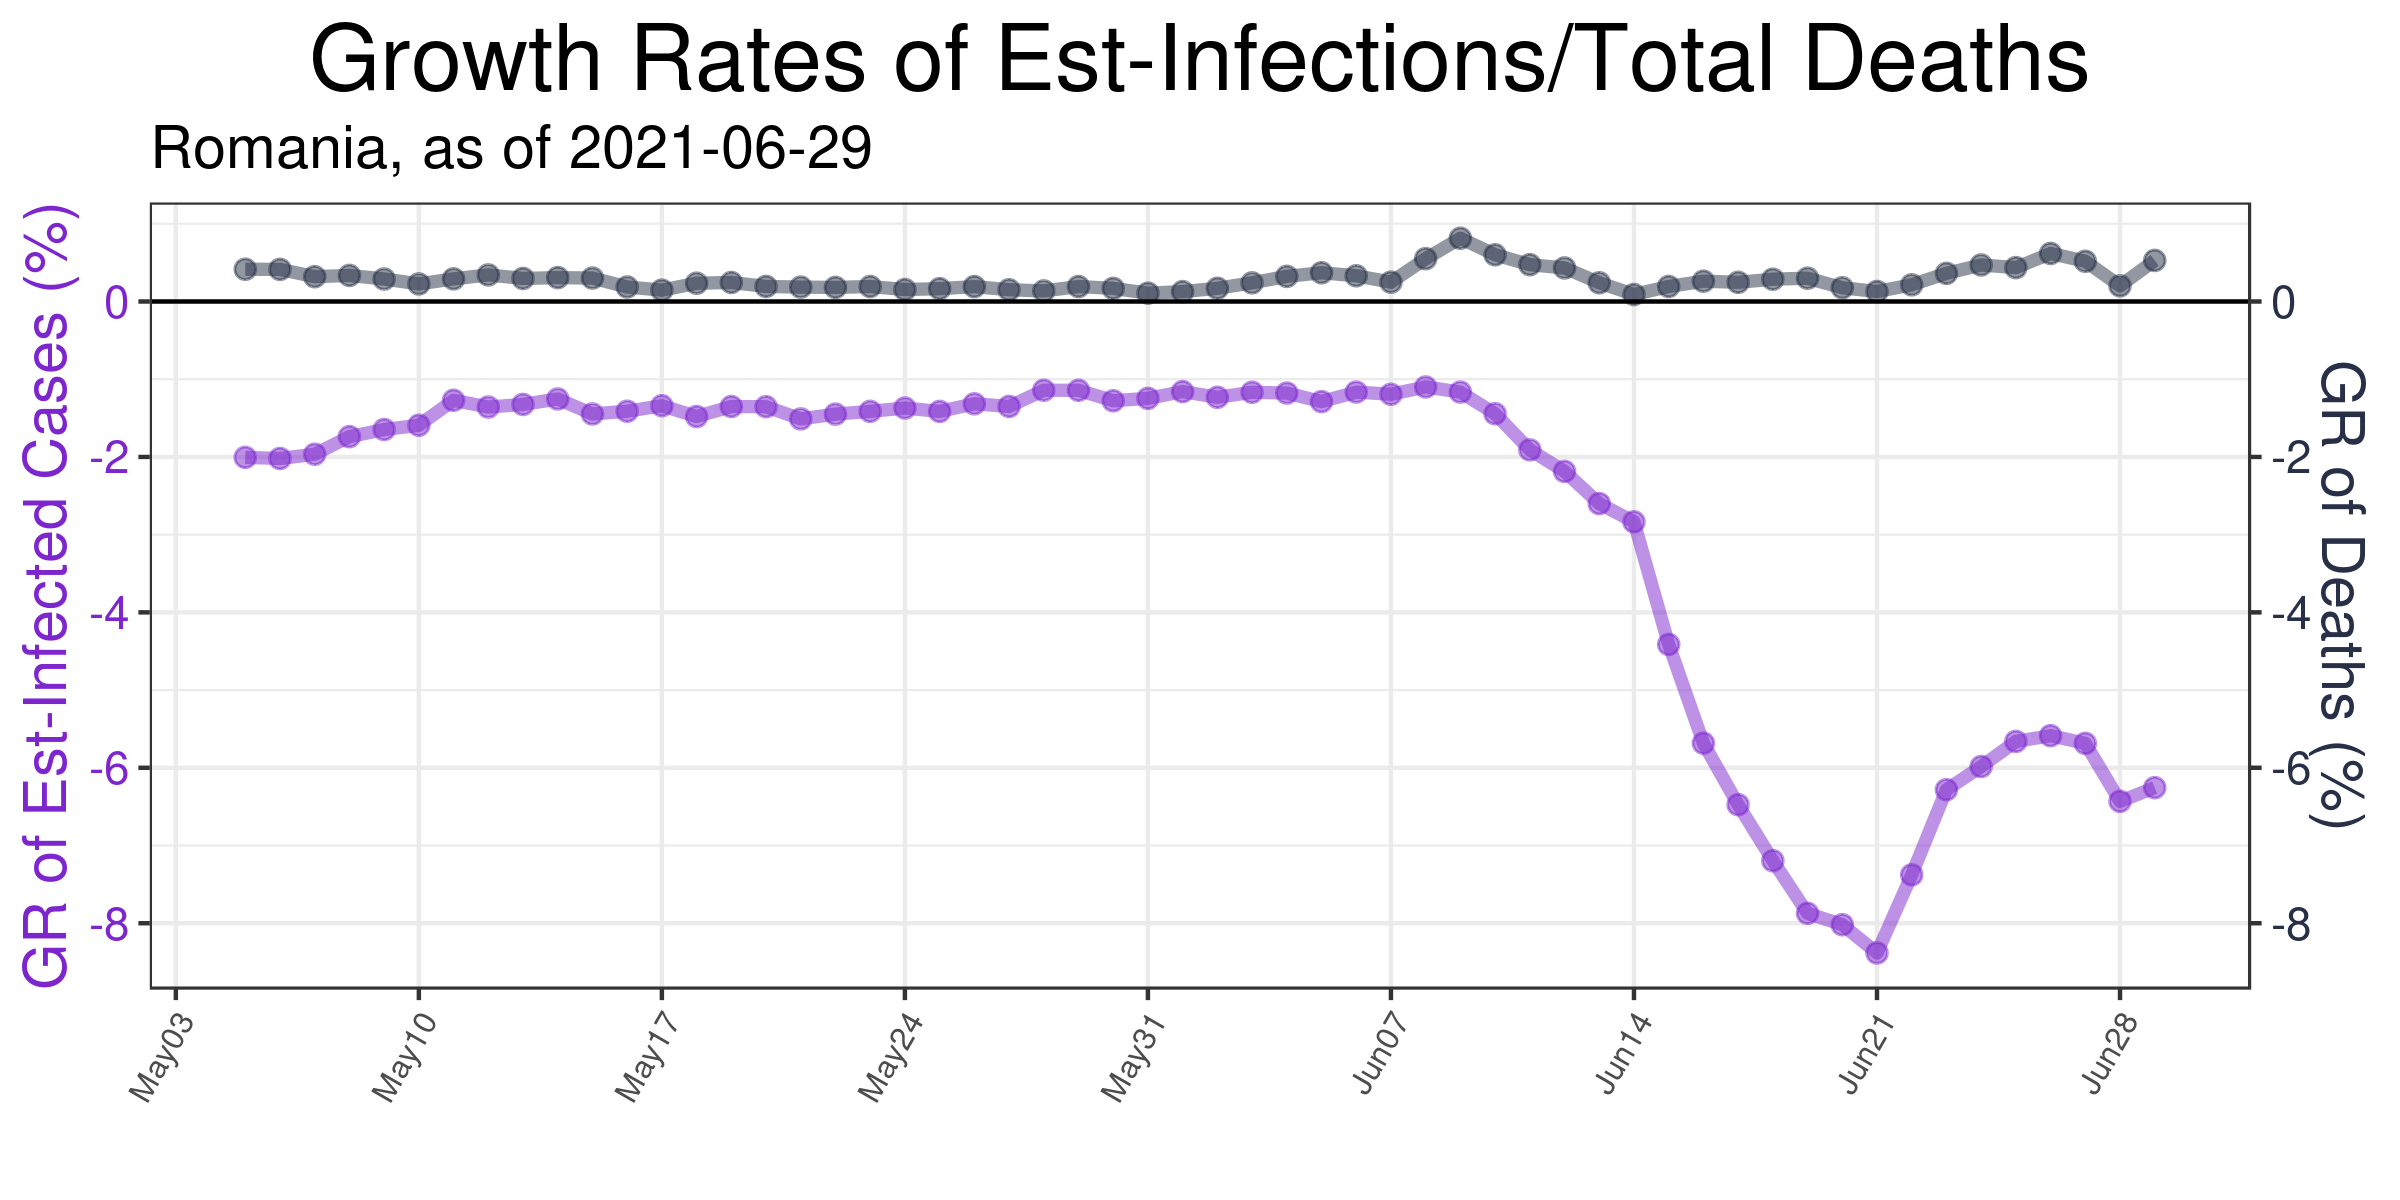 Growth Rates of Est-Infections/Total Deaths
Romania, as of 2021-06-29
GR of Est-Infected Cases (%)
0
-2
-4
-6
-8
0
-2
-4
-6
-8
GR of Deaths (%)
May03
May10
May17
May24
May31
Jun07
Jun14
Jun21
Jun28